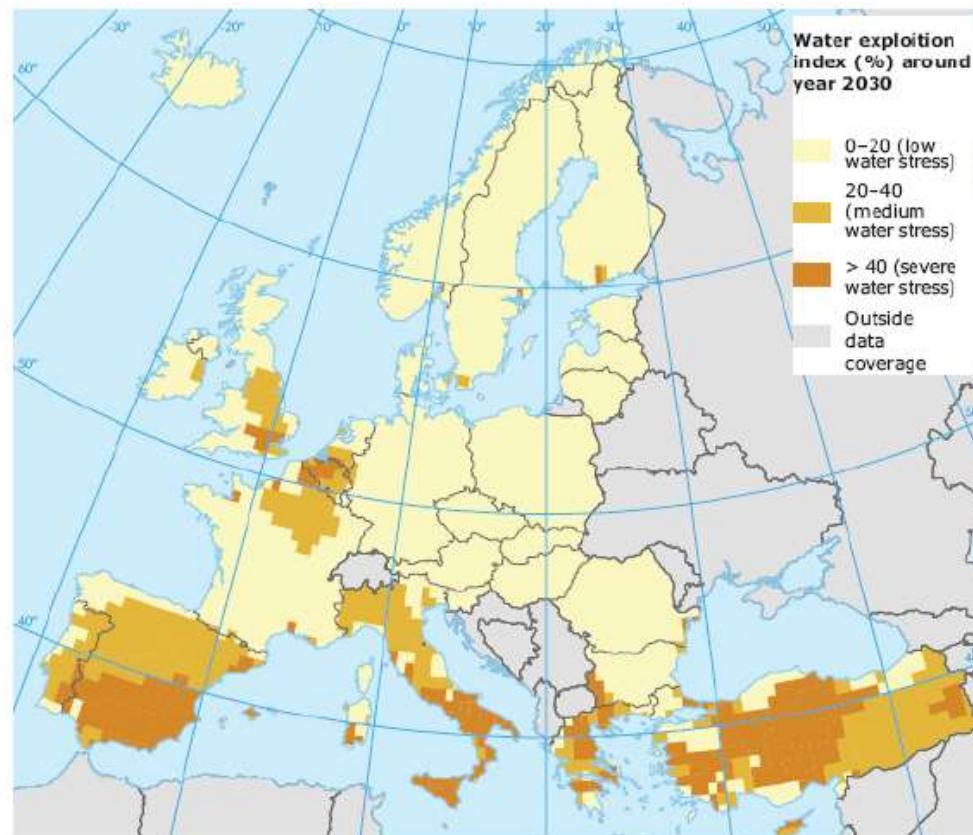 -30°
-20°
-10°
0°
10°
20°
30°
40°
50°
60°
50°
40°
Water exploition
index (%) around
year 2030
0–20 (low
water stress)
20–40
(medium
water stress)
> 40 (severe
water stress)
Outside
data
coverage